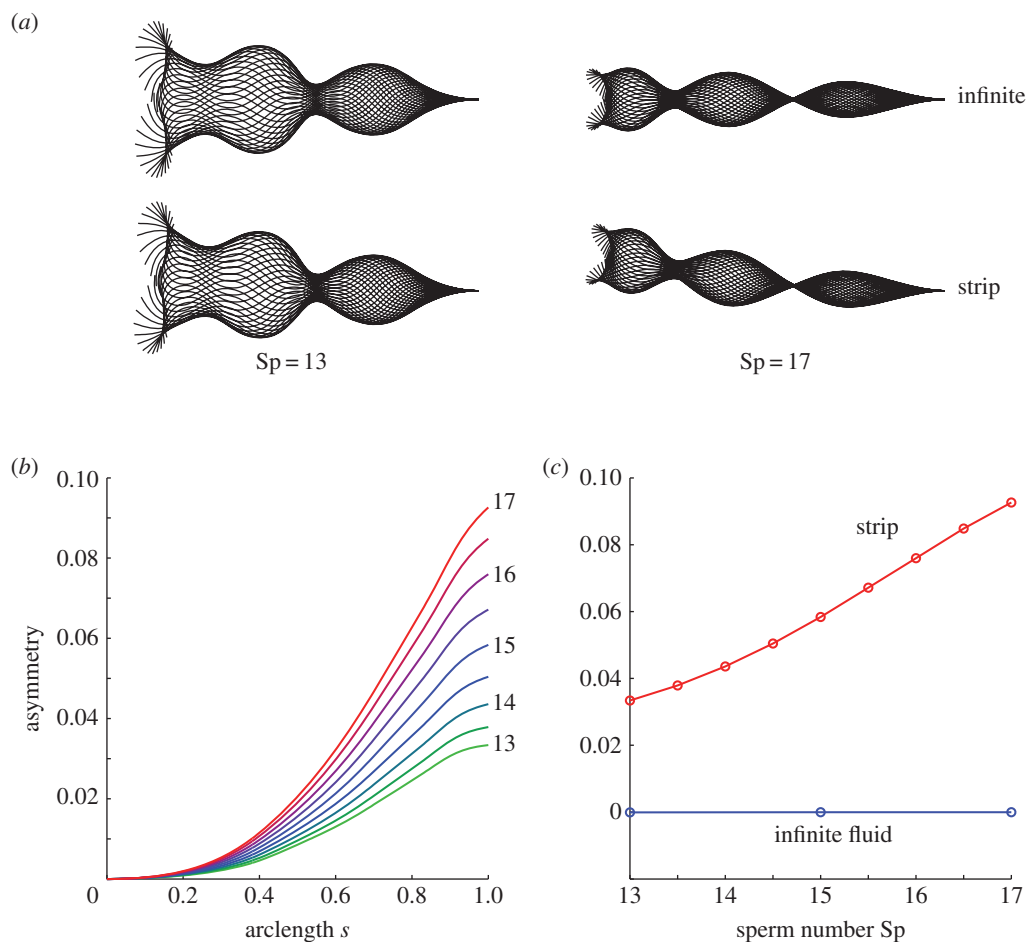 (a)
infinite
strip
Sp = 13
Sp = 17
(b)
0.10
0.08
0.06
0.04
0.02
0
0.2
0.4
0.6
0.8
1.0
asymmetry
arclength s
17
16
15
14
13
(c)
0.10
0.08
0.06
0.04
0.02
0
13
14
15
16
17
strip
infinite fluid
sperm number Sp